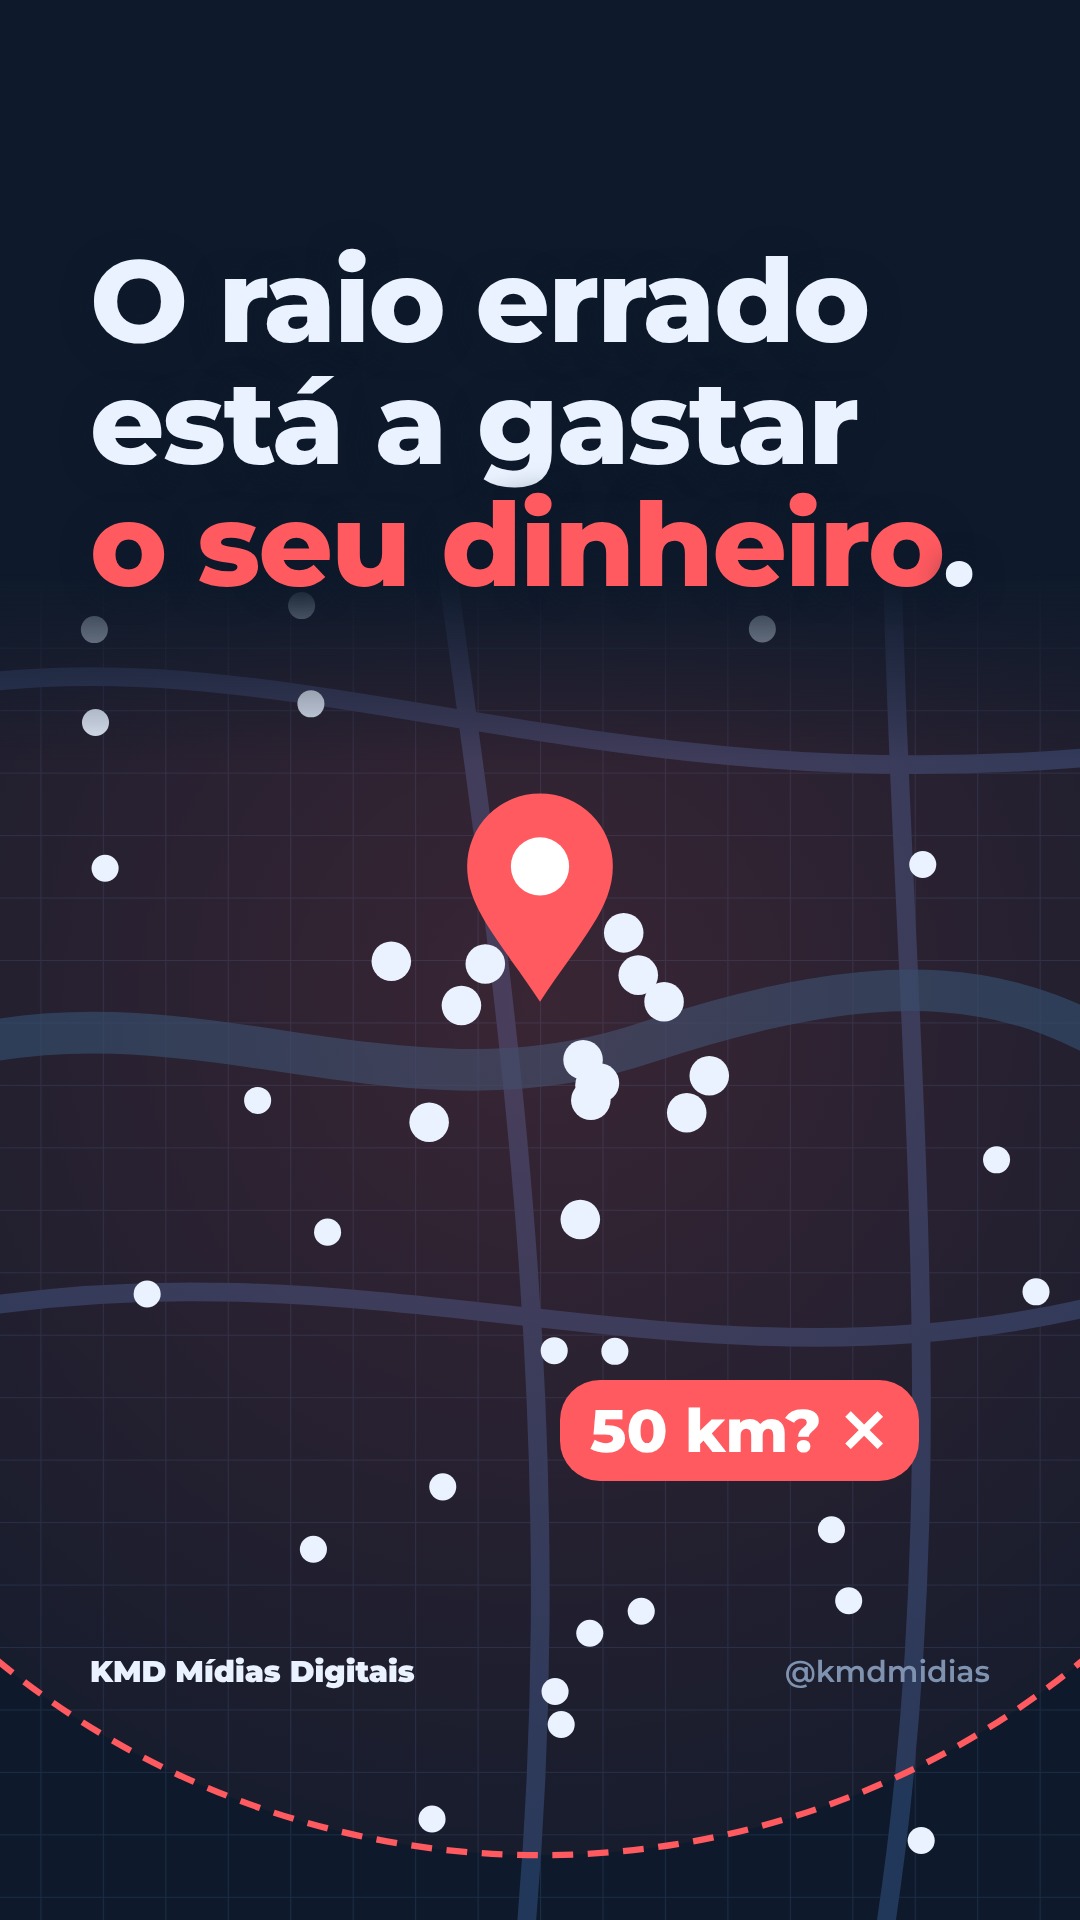 O raio errado
está a gastar
o seu dinheiro.
50 km? ✕
KMD Mídias Digitais
@kmdmidias